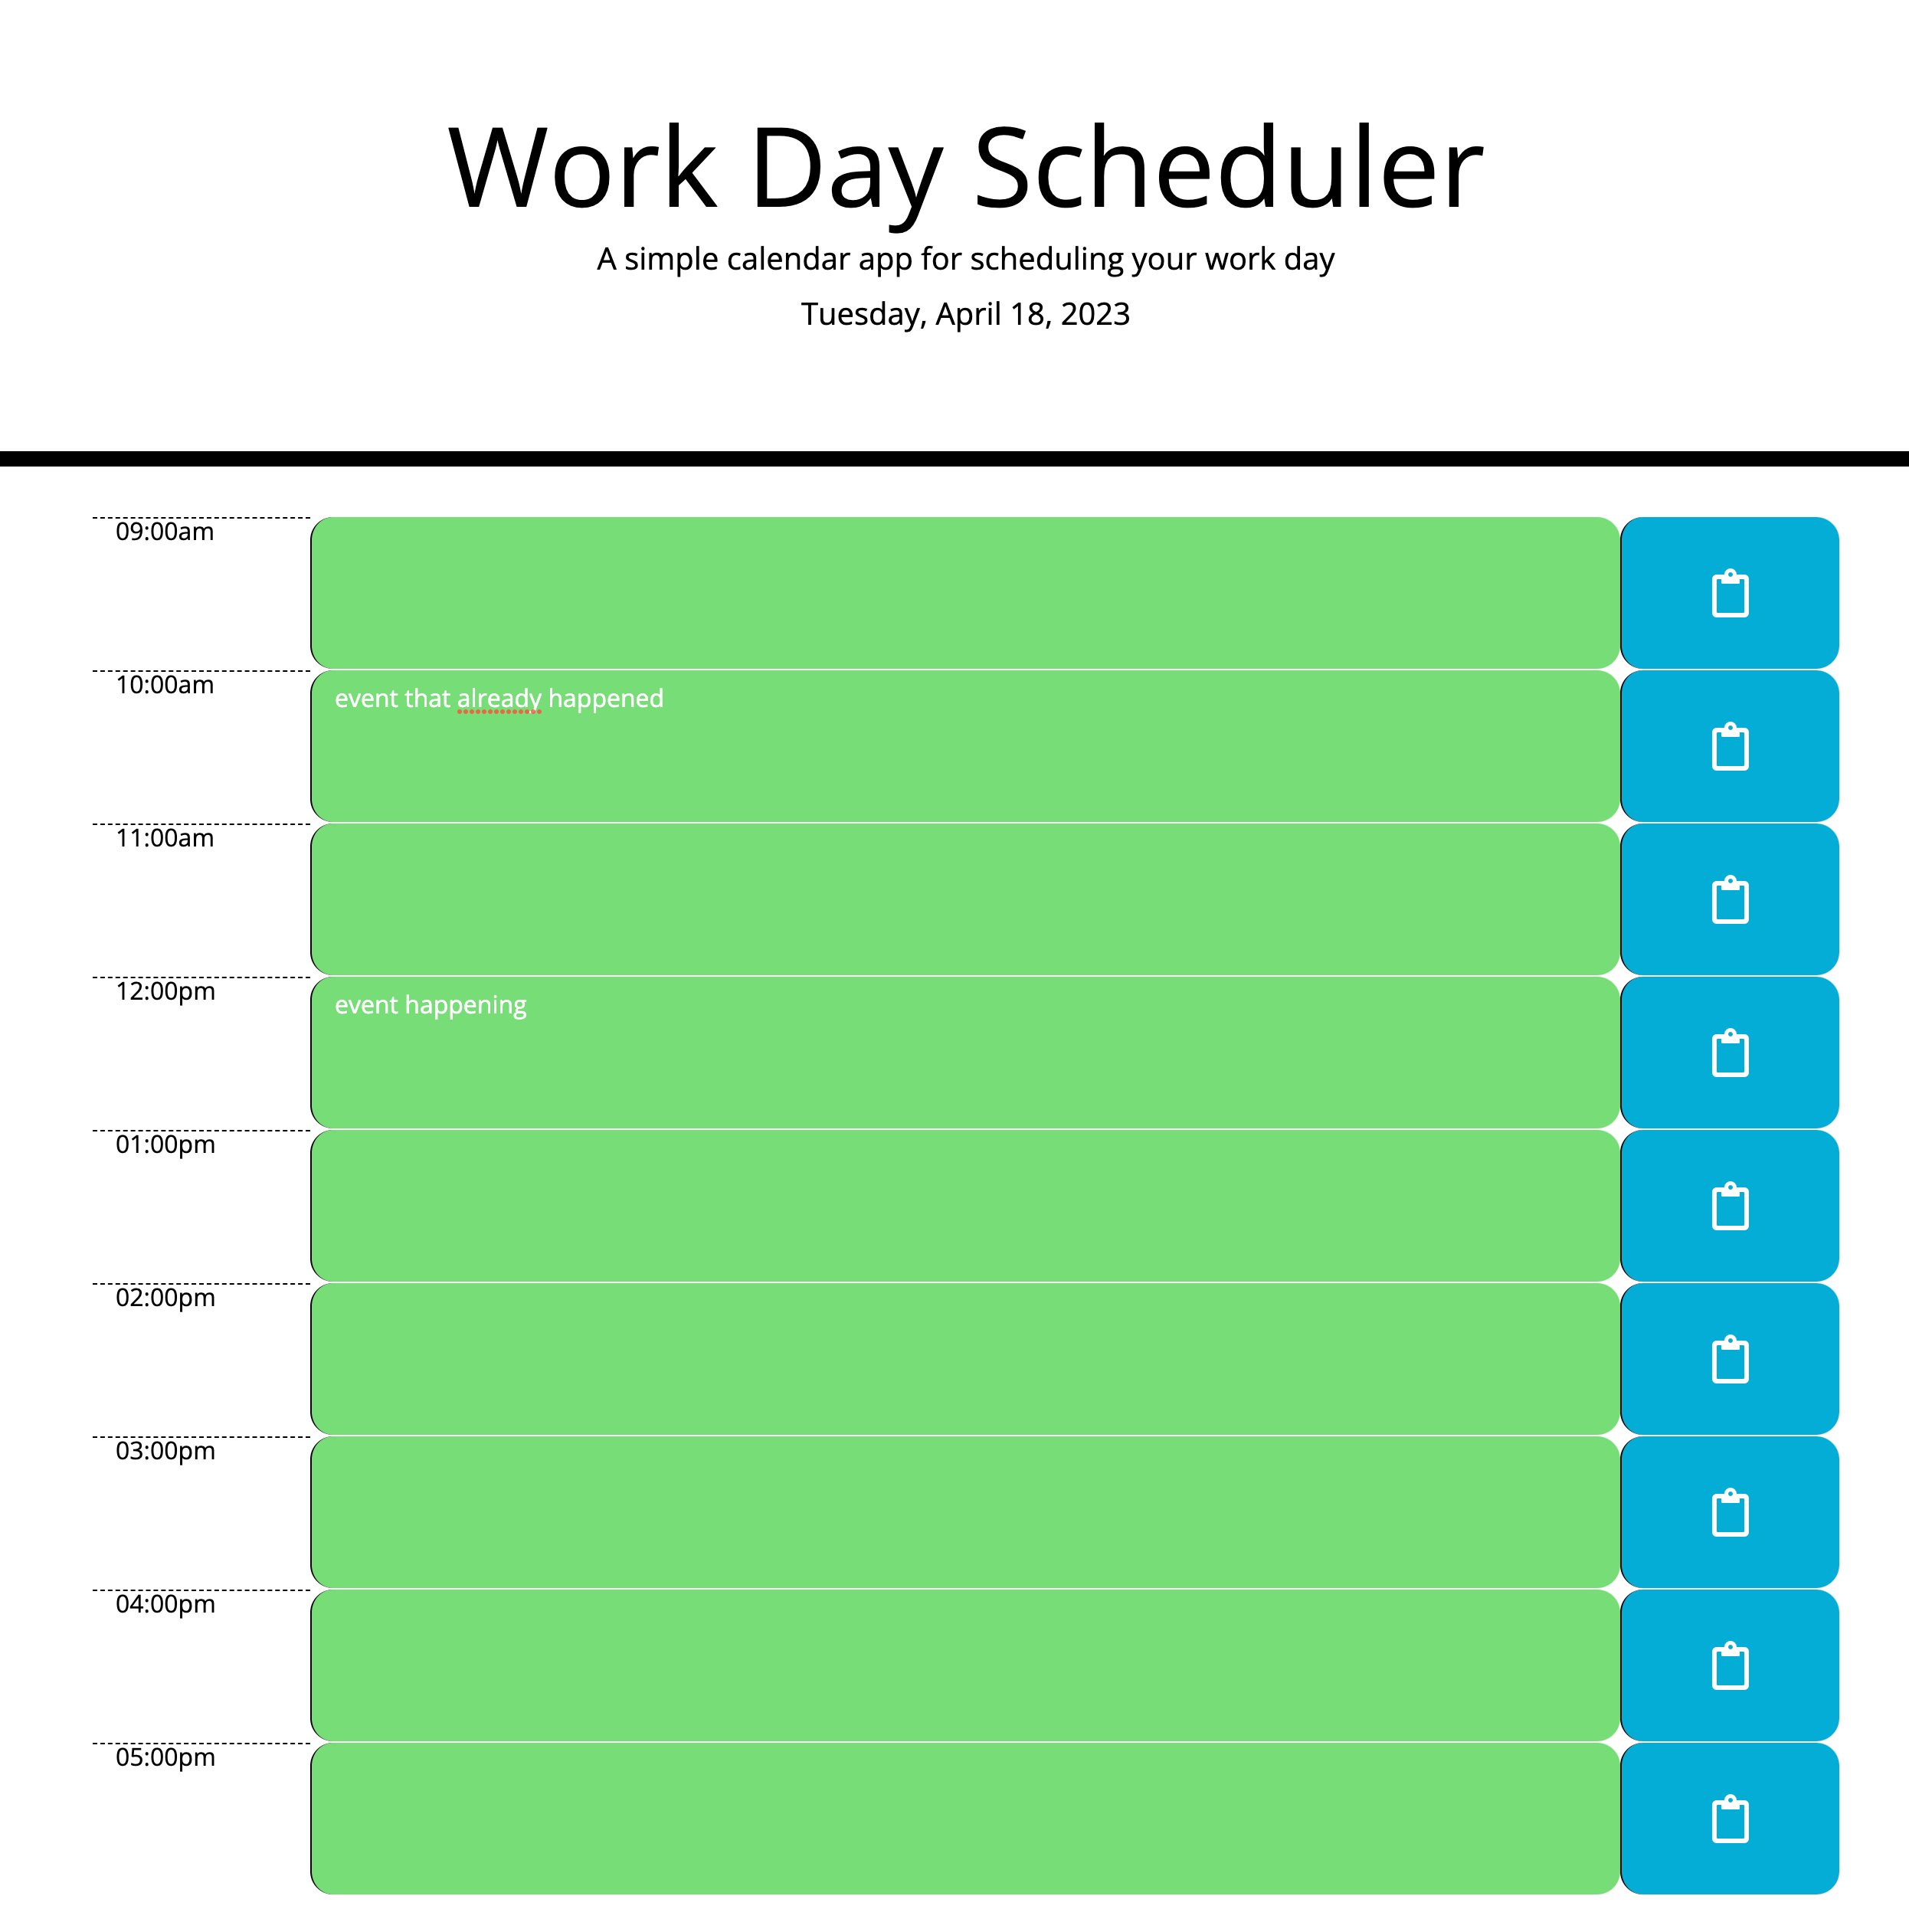 Work Day Scheduler
A simple calendar app for scheduling your work day
Tuesday, April 18, 2023
09:00am
10:00am
event that already happened
11:00am
12:00pm
event happening
01:00pm
02:00pm
03:00pm
04:00pm
05:00pm